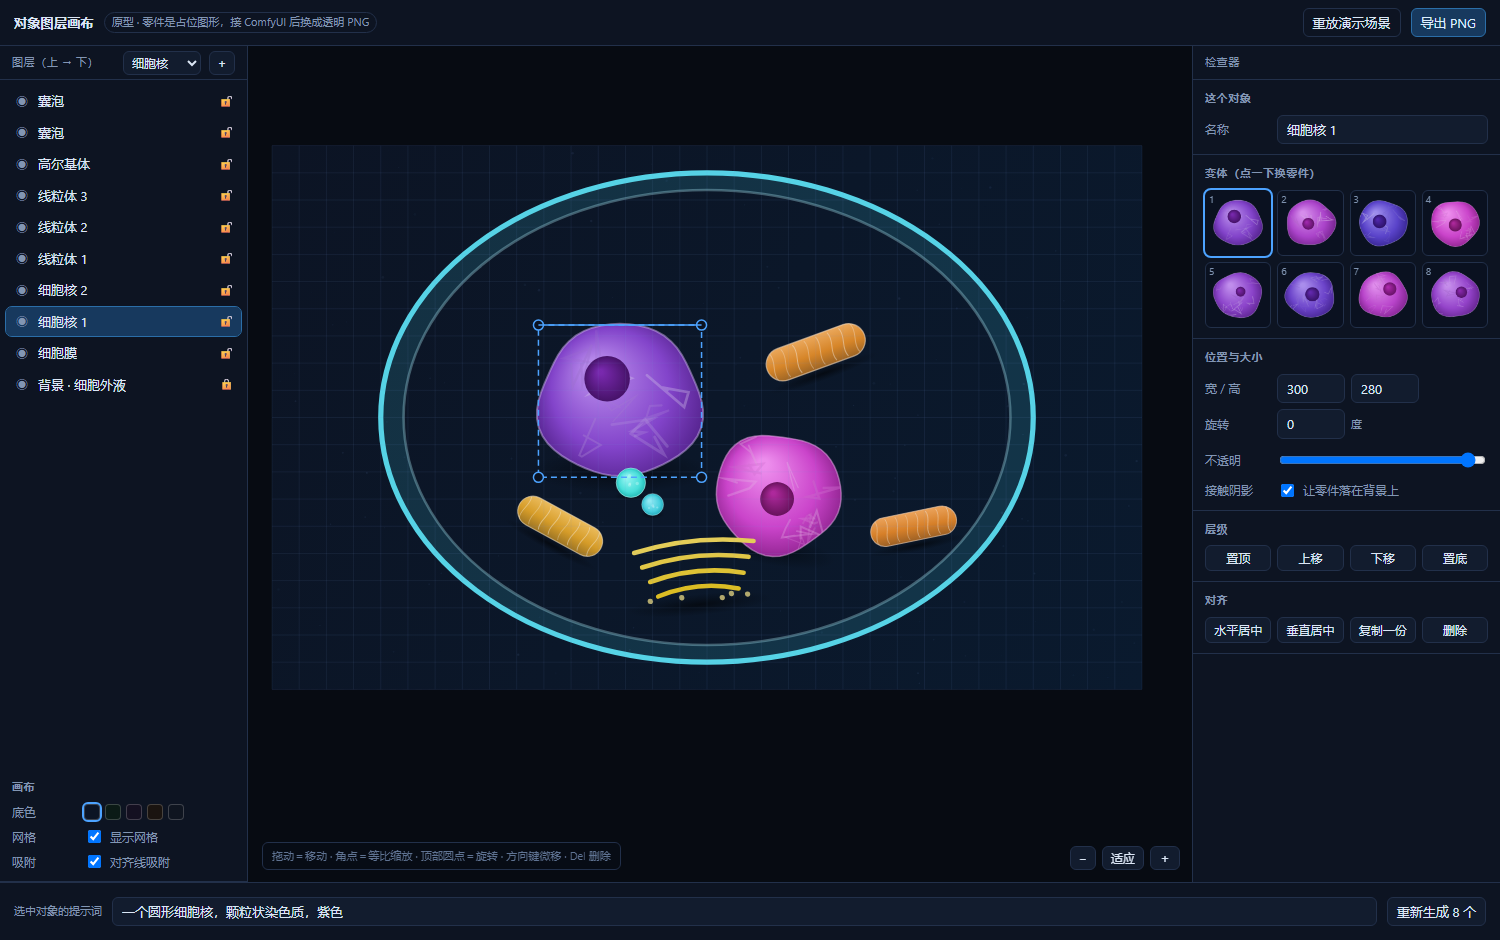 对象图层画布
原型 · 零件是占位图形，接 ComfyUI 后换成透明 PNG
重放演示场景
导出 PNG
图层（上 → 下）
细胞核
+
囊泡
囊泡
高尔基体
线粒体 3
线粒体 2
线粒体 1
细胞核 2
细胞核 1
细胞膜
背景 · 细胞外液
画布
底色
网格
显示网格
吸附
对齐线吸附
拖动＝移动 · 角点＝等比缩放 · 顶部圆点＝旋转 · 方向键微移 · Del 删除
−
适应
+
检查器
这个对象
名称
细胞核 1
变体（点一下换零件）
1
2
3
4
5
6
7
8
位置与大小
宽 / 高
300
280
旋转
0
度
不透明
接触阴影
让零件落在背景上
层级
置顶
上移
下移
置底
对齐
水平居中
垂直居中
复制一份
删除
选中对象的提示词
一个圆形细胞核，颗粒状染色质，紫色
重新生成 8 个